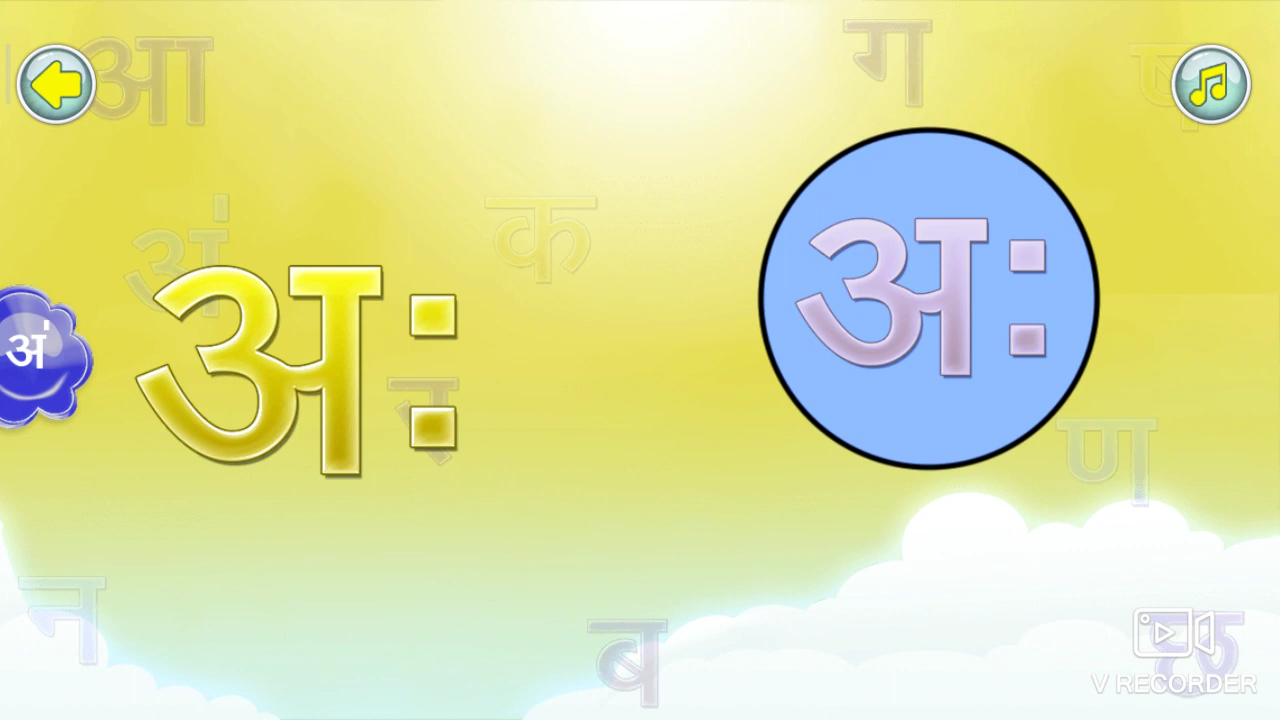 आ
ग
ष
अं
क
अः
अः
अं
र
ण
न
ब
छ
V RECORDER